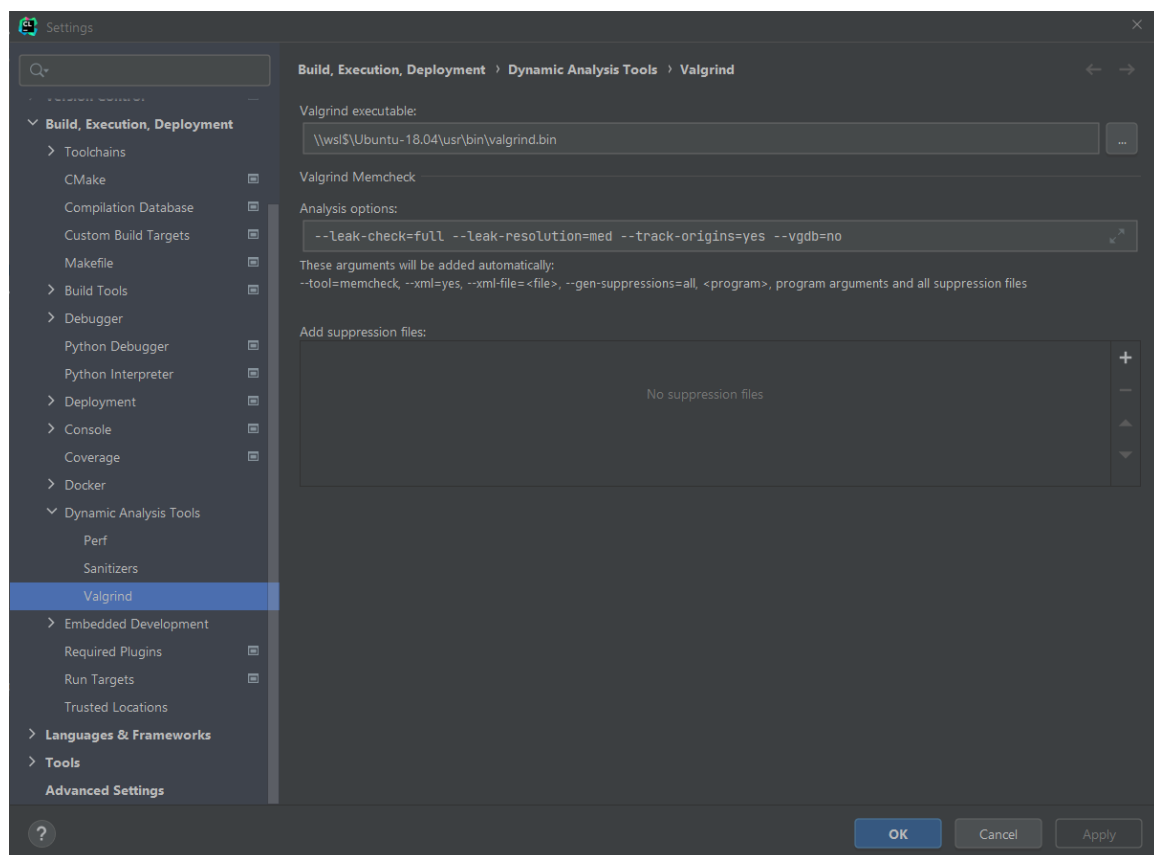 CL Settings
Build, Execution, Deployment › Dynamic Analysis Tools › Valgrind
Version Control
Build, Execution, Deployment
Toolchains
CMake
Compilation Database
Custom Build Targets
Makefile
Build Tools
Debugger
Python Debugger
Python Interpreter
Deployment
Console
Coverage
Docker
Dynamic Analysis Tools
Perf
Sanitizers
Valgrind
Embedded Development
Required Plugins
Run Targets
Trusted Locations
Languages & Frameworks
Tools
Advanced Settings
Valgrind executable:
\\wsl$\Ubuntu-18.04\usr\bin\valgrind.bin
...
Valgrind Memcheck
Analysis options:
--leak-check=full --leak-resolution=med --track-origins=yes --vgdb=no
These arguments will be added automatically:
--tool=memcheck, --xml=yes, --xml-file=<file>, --gen-suppressions=all, <program>, program arguments and all suppression files
Add suppression files:
No suppression files
?
OK
Cancel
Apply